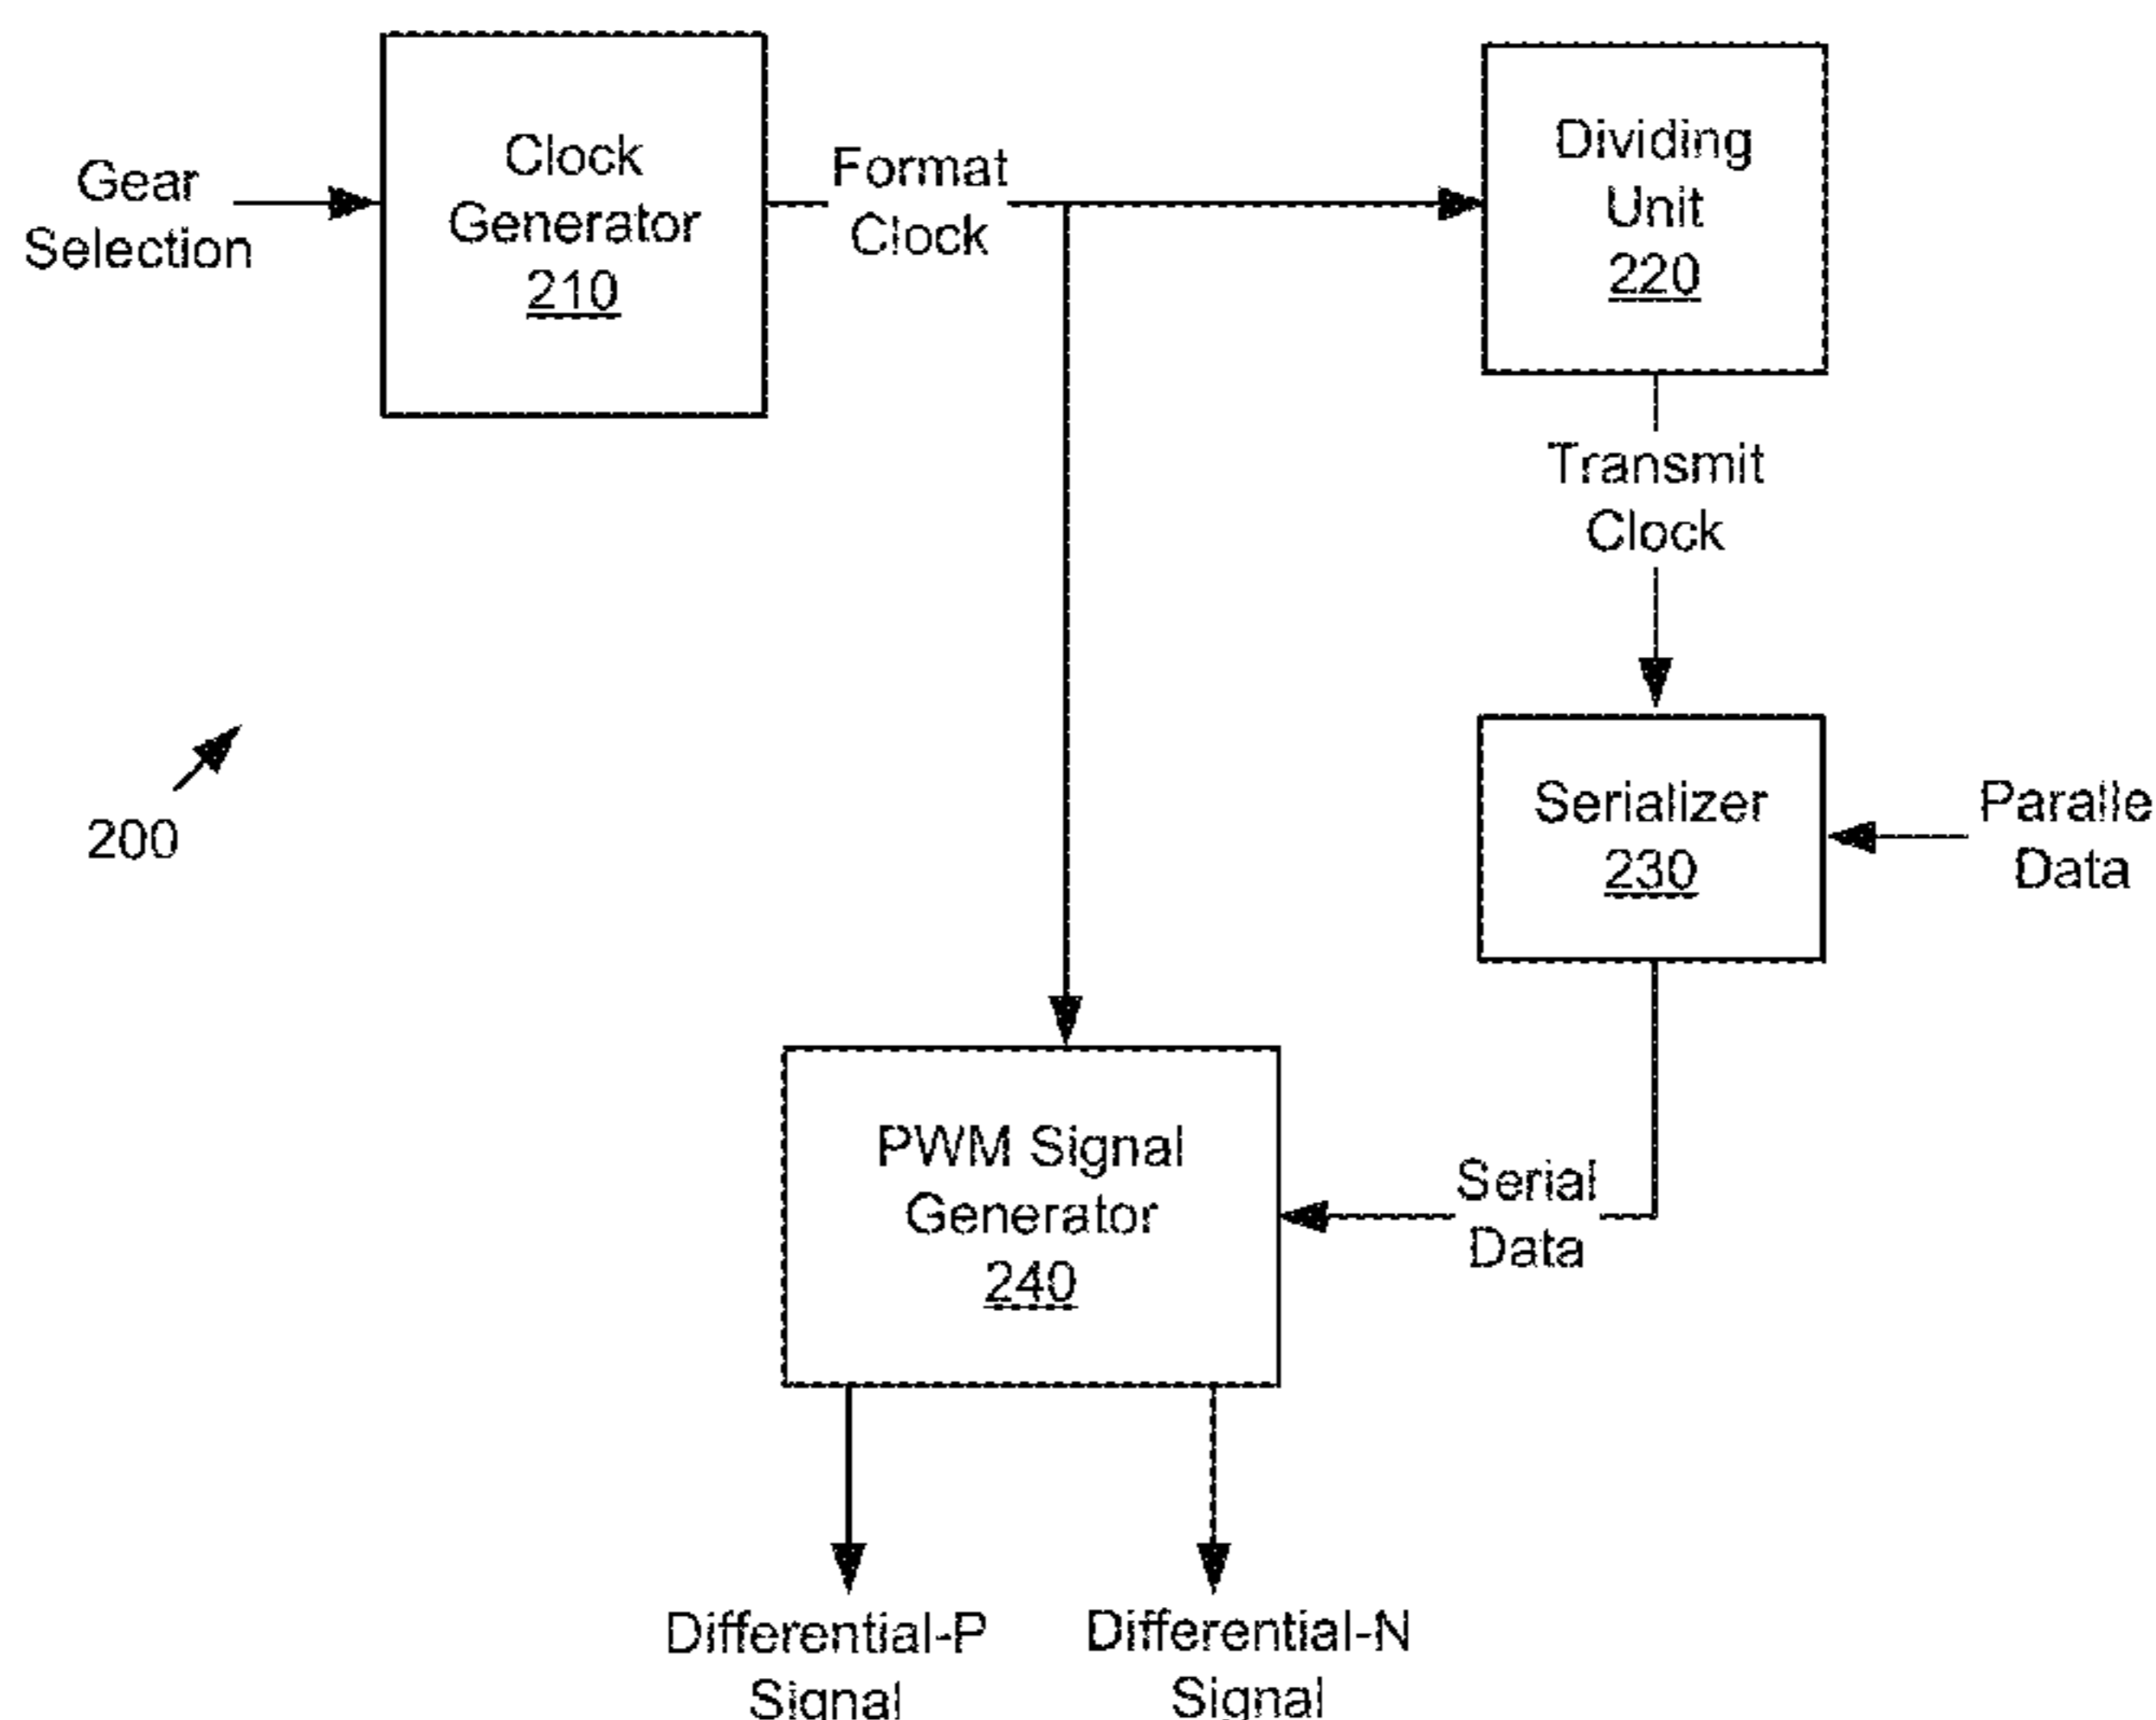 Gear
Selection
Clock
Generator
210
Format
Clock
Dividing
Unit
220
Transmit
Clock
200
Serializer
230
Paralle
Data
PWM Signal
Generator
240
Serial
Data
Differential-P
Signal
Differential-N
Signal